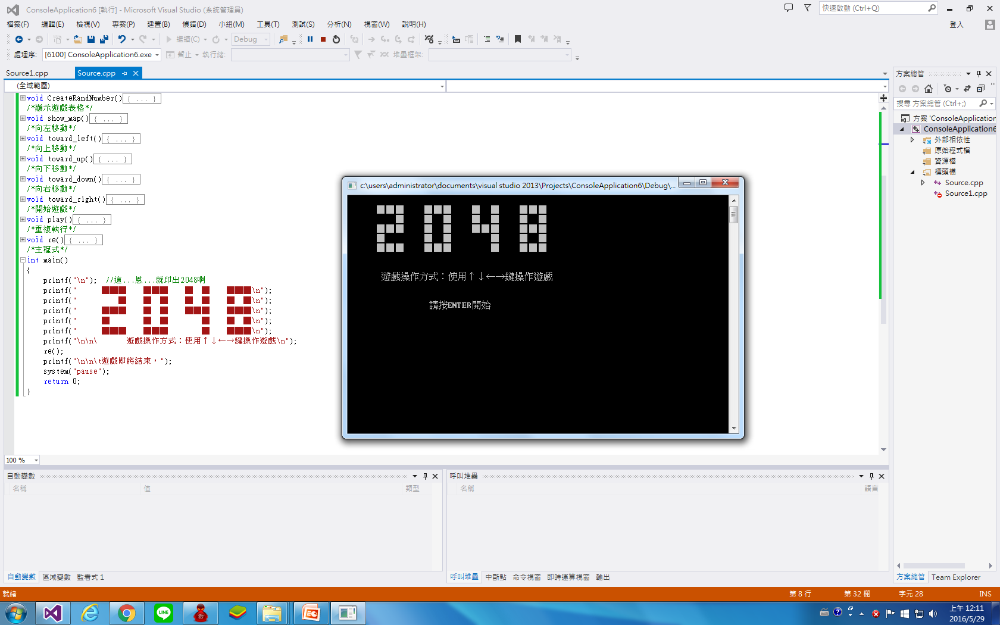 ConsoleApplication6 [執行] - Microsoft Visual Studio (系統管理員)
快速啟動 (Ctrl+Q)
檔案(F) 編輯(E) 檢視(V) 專案(P) 建置(B) 偵錯(D) 小組(M) 工具(T) 測試(S) 分析(N) 視窗(W) 說明(H)
登入
繼續(C) Debug
處理序: [6100] ConsoleApplication6.exe 暫止 執行緒: 堆疊框架:
Source1.cpp Source.cpp
(全域範圍)
void CreateRandNumber(){ ... }
/*顯示遊戲表格*/
void show_map(){ ... }
/*向左移動*/
void toward_left(){ ... }
/*向上移動*/
void toward_up(){ ... }
/*向下移動*/
void toward_down(){ ... }
/*向右移動*/
void toward_right(){ ... }
/*開始遊戲*/
void play(){ ... }
/*重複執行*/
void re(){ ... }
/*主程式*/
int main()
{
printf("\n"); //這...恩...就印出2048啊
printf(" ■■■ ■■■ ■ ■ ■■■\n");
printf(" ■ ■ ■ ■ ■ ■ ■\n");
printf(" ■■■ ■ ■ ■■■ ■■■\n");
printf(" ■ ■ ■ ■ ■ ■\n");
printf(" ■■■ ■■■ ■ ■■■\n");
printf("\n\n\ 遊戲操作方式：使用↑↓←→鍵操作遊戲\n");
re();
printf("\n\n\t遊戲即將結束，");
system("pause");
return 0;
}
100 %
c:\users\administrator\documents\visual studio 2013\Projects\ConsoleApplication6\Debug\...
2048
遊戲操作方式：使用↑↓←→鍵操作遊戲
請按ENTER開始
方案總管
搜尋 方案總管 (Ctrl+;)
方案 'ConsoleApplication
ConsoleApplication6
外部相依性
原始程式檔
資源檔
標頭檔
Source.cpp
Source1.cpp
自動變數
名稱 值 類型
呼叫堆疊
名稱 語言
自動變數 區域變數 監看式 1
呼叫堆疊 中斷點 命令視窗 即時運算視窗 輸出
方案總管 Team Explorer
就緒 第 8 行 第 32 欄 字元 28 INS
LINE
上午 12:11
2016/5/29